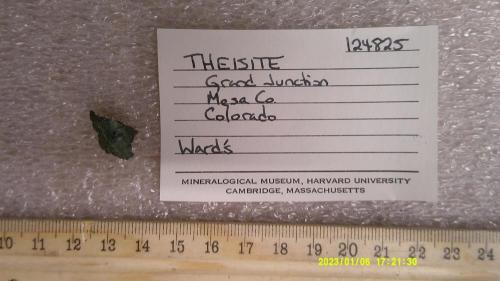 124825
THEISITE
Grand Junction
Mesa Co.
Colorado
Ward's
MINERALOGICAL MUSEUM, HARVARD UNIVERSITY
CAMBRIDGE, MASSACHUSETTS
10 11 12 13 14 15 16 17 18 19 20 21 22 23 24
2023/01/06 17:21:30